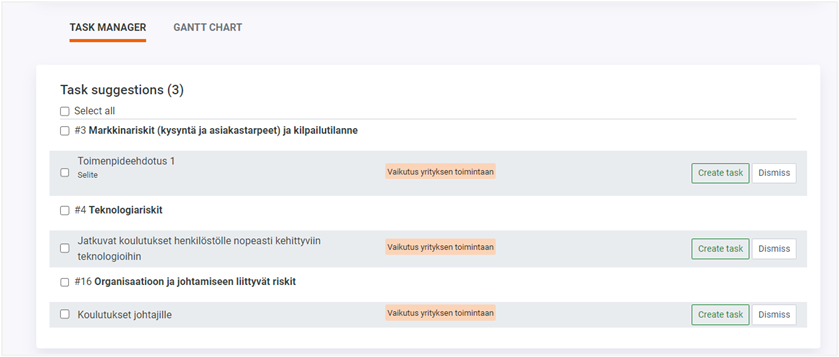 TASK MANAGER GANTT CHART
Task suggestions (3)
Select all
#3 Markkinariskit (kysyntä ja asiakastarpeet) ja kilpailutilanne
Toimenpideehdotus 1
Selite
Vaikutus yrityksen toimintaan
Create task Dismiss
#4 Teknologiariskit
Jatkuvat koulutukset henkilöstölle nopeasti kehittyviin
teknologioihin
Vaikutus yrityksen toimintaan
Create task Dismiss
#16 Organisaatioon ja johtamiseen liittyvät riskit
Koulutukset johtajille
Vaikutus yrityksen toimintaan
Create task Dismiss